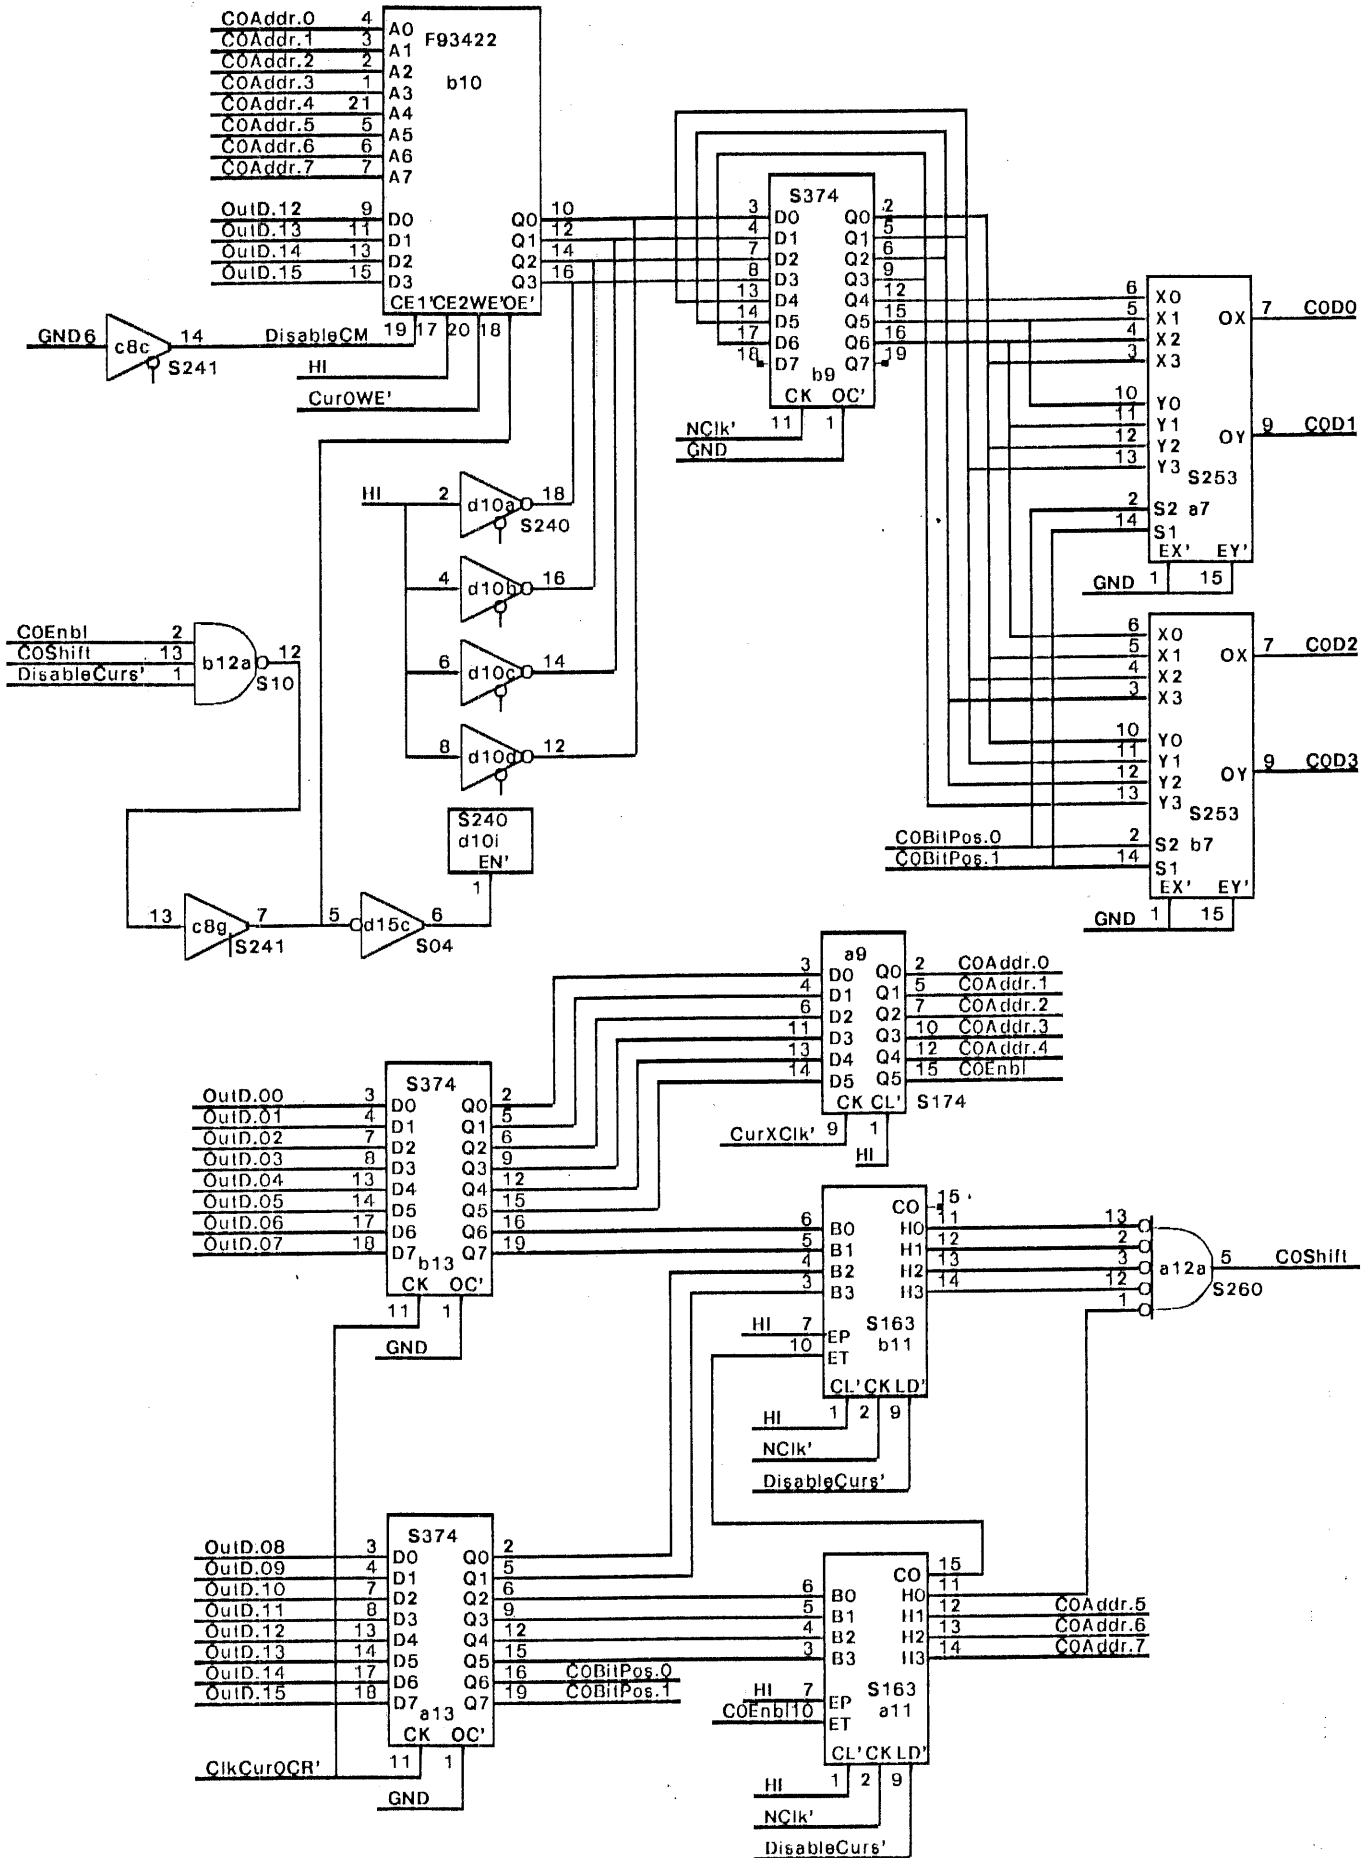 C0Addr.0 4 A0 F93422
C0Addr.1 3 A1
C0Addr.2 2 A2 b10
C0Addr.3 1 A3
C0Addr.4 21 A4
C0Addr.5 5 A5
C0Addr.6 6 A6
C0Addr.7 7 A7
OutD.12 9 D0 Q0 10
OutD.13 11 D1 Q1 12
OutD.14 13 D2 Q2 14
OutD.15 15 D3 Q3 16
CE1' CE2 WE' OE'
19 17 20 18
GND 6 c8c 14 DisableCM
S241
HI
Cur0WE'
S374
3 D0 Q0 2
4 D1 Q1 5
7 D2 Q2 6
8 D3 Q3 9
13 D4 Q4 12
14 D5 Q5 15
17 D6 Q6 16
18 D7 Q7 19
b9
CK OC'
NClk' 11 1
GND
6 X0 OX 7 C0D0
5 X1
4 X2
3 X3
10 Y0
11 Y1 OY 9 C0D1
12 Y2
13 Y3
S253
2 S2 a7
14 S1
EX' EY'
GND 1 15
HI 2 d10a 18
S240
4 d10b 16
6 d10c 14
8 d10d 12
S240
d10i
EN'
1
C0Enbl 2
C0Shift 13 b12a 12
DisableCurs' 1 S10
13 c8g 7 5 d15c 6
S241 S04
6 X0 OX 7 C0D2
5 X1
4 X2
3 X3
10 Y0
11 Y1 OY 9 C0D3
12 Y2
13 Y3
S253
C0BitPos.0 2 S2 b7
C0BitPos.1 14 S1
EX' EY'
GND 1 15
a9
3 D0 Q0 2 C0Addr.0
4 D1 Q1 5 C0Addr.1
6 D2 Q2 7 C0Addr.2
11 D3 Q3 10 C0Addr.3
13 D4 Q4 12 C0Addr.4
14 D5 Q5 15 C0Enbl
CK CL' S174
CurXClk' 9 1
HI
S374
OutD.00 3 D0 Q0 2
OutD.01 4 D1 Q1 5
OutD.02 7 D2 Q2 6
OutD.03 8 D3 Q3 9
OutD.04 13 D4 Q4 12
OutD.05 14 D5 Q5 15
OutD.06 17 D6 Q6 16
OutD.07 18 D7 Q7 19
b13
CK OC'
11 1
GND
CO 15
6 B0 H0 11 13
5 B1 H1 12 2
4 B2 H2 13 3 a12a 5 C0Shift
3 B3 H3 14 12 S260
1
HI 7 EP S163
10 ET b11
CL' CK LD'
HI 1 2 9
NClk'
DisableCurs'
S374
OutD.08 3 D0 Q0 2
OutD.09 4 D1 Q1 5
OutD.10 7 D2 Q2 6
OutD.11 8 D3 Q3 9
OutD.12 13 D4 Q4 12
OutD.13 14 D5 Q5 15
OutD.14 17 D6 Q6 16 C0BitPos.0
OutD.15 18 D7 Q7 19 C0BitPos.1
a13
CK OC'
ClkCur0CR' 11 1
GND
CO 15
6 B0 H0 11
5 B1 H1 12 C0Addr.5
4 B2 H2 13 C0Addr.6
3 B3 H3 14 C0Addr.7
HI 7 EP S163
C0Enbl 10 ET a11
CL' CK LD'
HI 1 2 9
NClk'
DisableCurs'